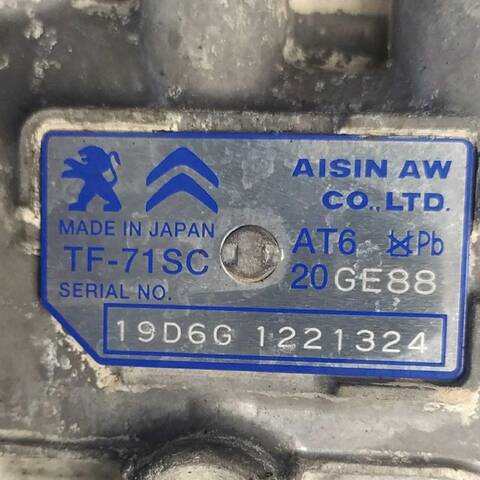 AISIN AW
CO.,LTD.
MADE IN JAPAN
TF-71SC
AT6 Pb
20 GE88
SERIAL NO.
19D6G 1221324